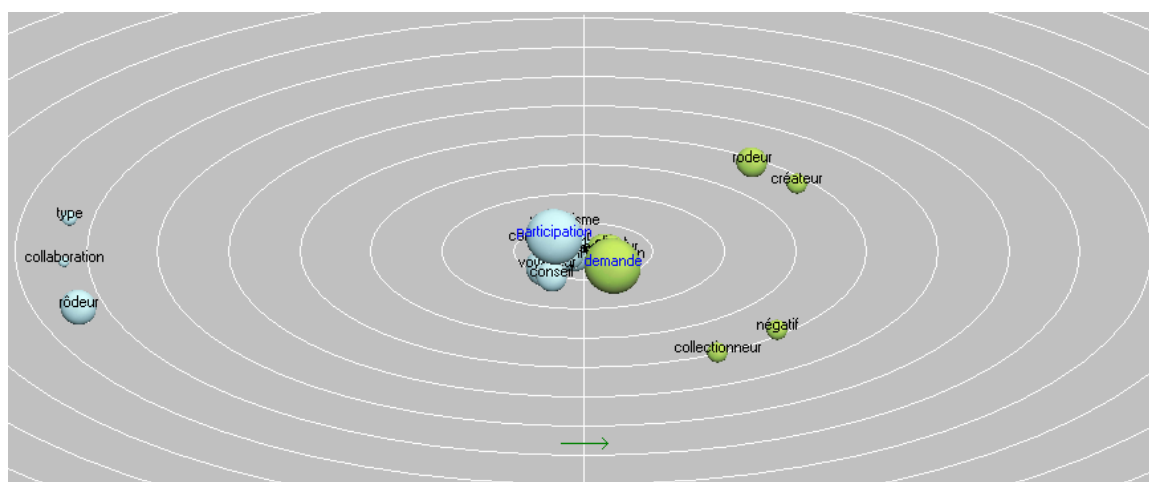 rodeur
créateur
type
participation
collaboration
demande
conseil
rôdeur
négatif
collectionneur